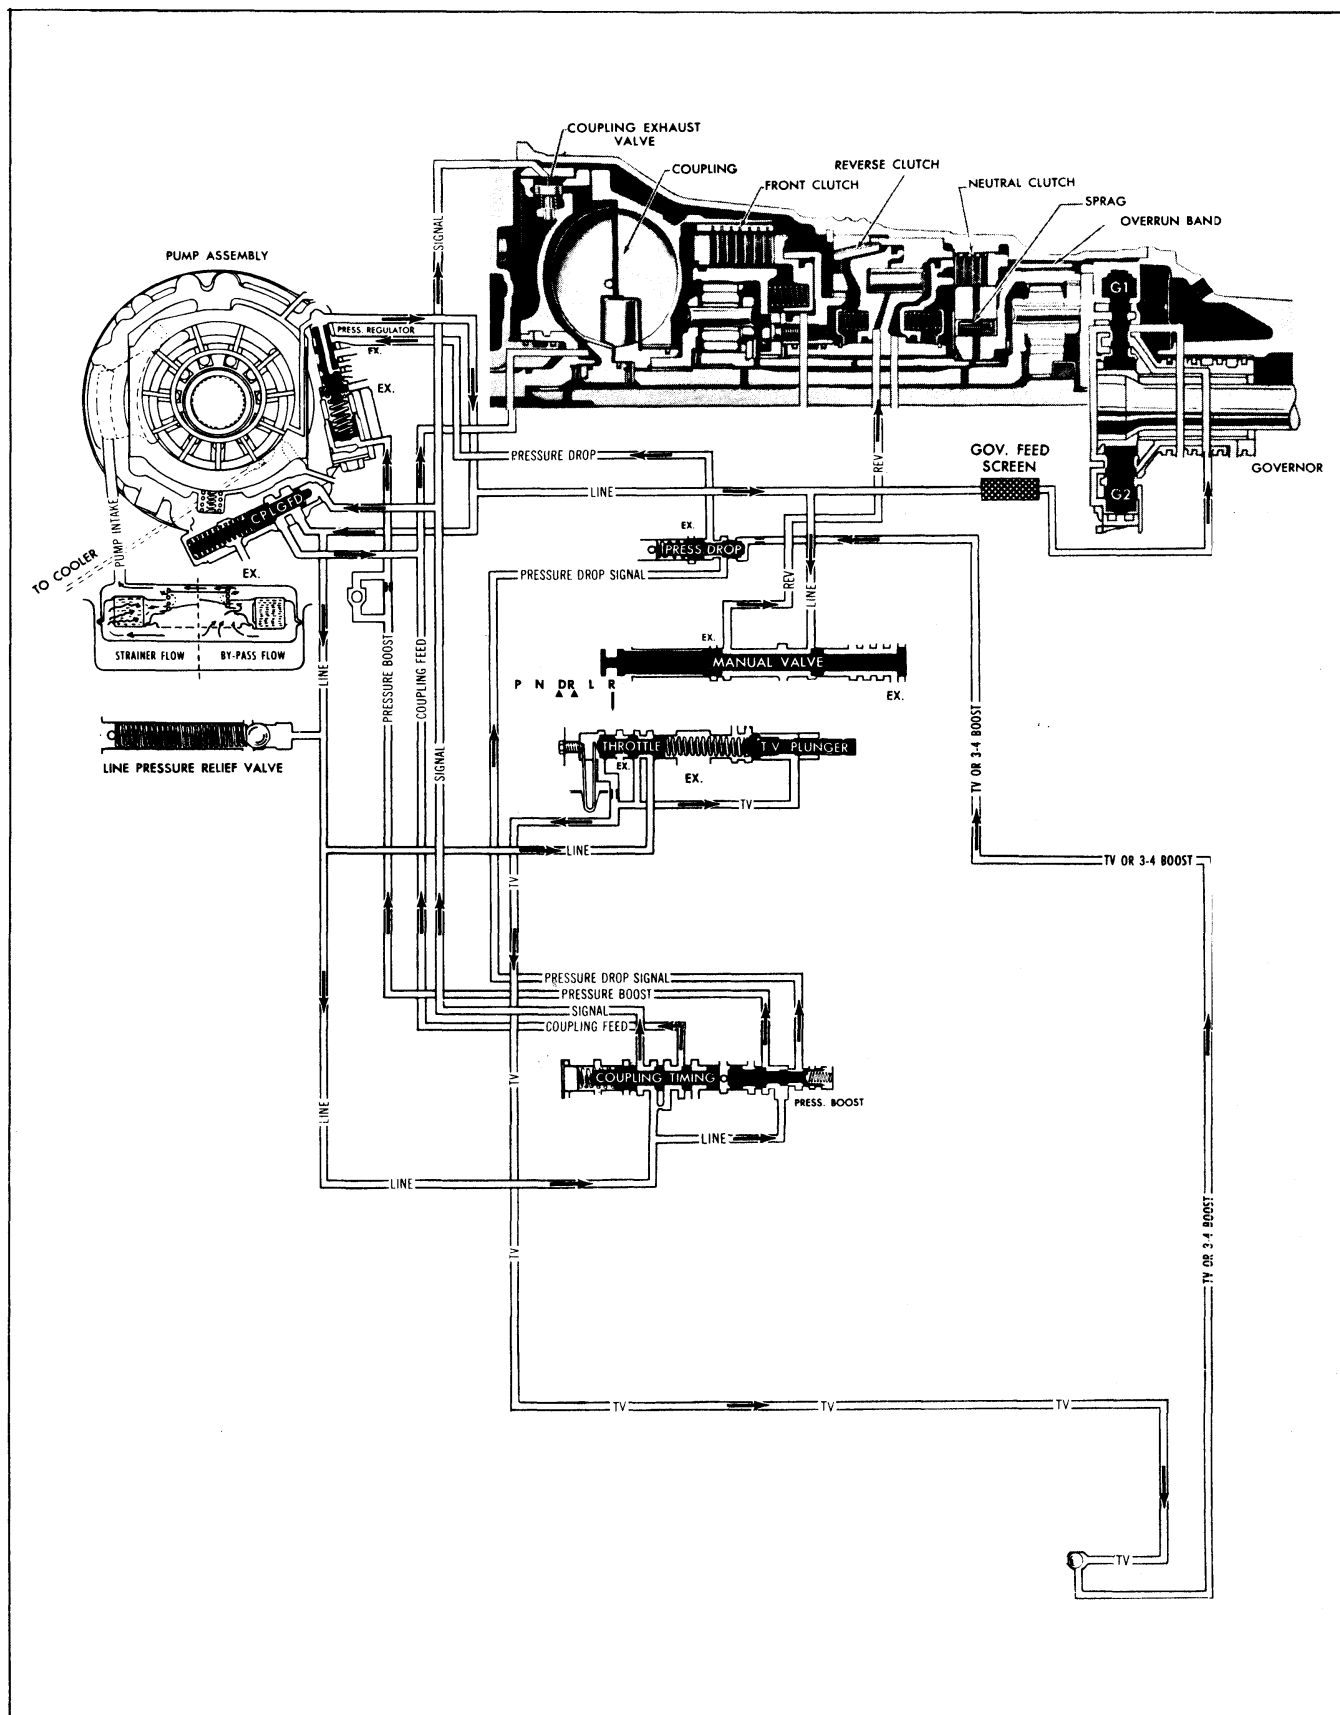 COUPLING EXHAUST
VALVE
COUPLING
FRONT CLUTCH
REVERSE CLUTCH
NEUTRAL CLUTCH
SPRAG
OVERRUN BAND
PUMP ASSEMBLY
SIGNAL
G1
PRESS. REGULATOR
EX.
EX.
PRESSURE DROP
REV
GOV. FEED
SCREEN
GOVERNOR
LINE
G2
PUMP INTAKE
CPLGFD
EX.
TO COOLER
EX.
PRESS DROP
PRESSURE DROP SIGNAL
REV
LINE
STRAINER FLOW
BY-PASS FLOW
LINE
PRESSURE BOOST
COUPLING FEED
EX.
MANUAL VALVE
P N DR L R
EX.
SIGNAL
TV OR 3-4 BOOST
THROTTLE
T V PLUNGER
EX.
EX.
LINE PRESSURE RELIEF VALVE
TV
LINE
TV
TV OR 3-4 BOOST
PRESSURE DROP SIGNAL
PRESSURE BOOST
SIGNAL
COUPLING FEED
COUPLING TIMING
TV
LINE
PRESS. BOOST
LINE
LINE
TV
TV OR 3-4 BOOST
TV
TV
TV
TV